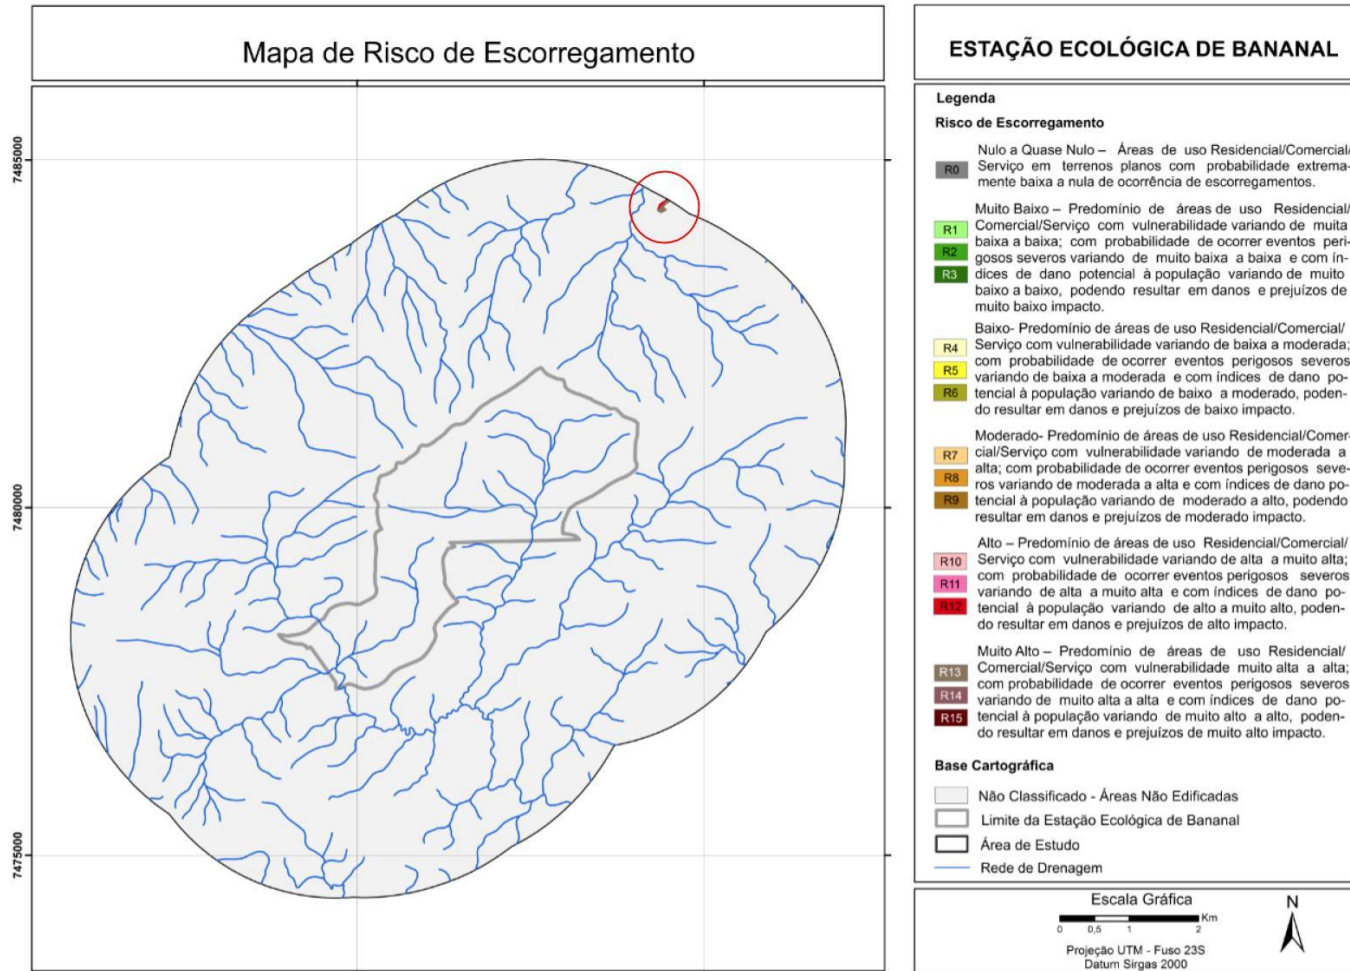 Mapa de Risco de Escorregamento
7485000
7480000
7475000
ESTAÇÃO ECOLÓGICA DE BANANAL
Legenda
Risco de Escorregamento
Nulo a Quase Nulo – Áreas de uso Residencial/Comercial/
R0 Serviço em terrenos planos com probabilidade extrema-
mente baixa a nula de ocorrência de escorregamentos.
Muito Baixo – Predomínio de áreas de uso Residencial/
R1 Comercial/Serviço com vulnerabilidade variando de muita
baixa a baixa; com probabilidade de ocorrer eventos peri-
R2 gosos severos variando de muito baixa a baixa e com ín-
R3 dices de dano potencial à população variando de muito
baixo a baixo, podendo resultar em danos e prejuízos de
muito baixo impacto.
Baixo- Predomínio de áreas de uso Residencial/Comercial/
R4 Serviço com vulnerabilidade variando de baixa a moderada;
com probabilidade de ocorrer eventos perigosos severos
R5 variando de baixa a moderada e com índices de dano po-
R6 tencial à população variando de baixo a moderado, poden-
do resultar em danos e prejuízos de baixo impacto.
Moderado- Predomínio de áreas de uso Residencial/Comer-
R7 cial/Serviço com vulnerabilidade variando de moderada a
alta; com probabilidade de ocorrer eventos perigosos seve-
R8 ros variando de moderada a alta e com índices de dano po-
R9 tencial à população variando de moderado a alto, podendo
resultar em danos e prejuízos de moderado impacto.
Alto – Predomínio de áreas de uso Residencial/Comercial/
R10 Serviço com vulnerabilidade variando de alta a muito alta;
com probabilidade de ocorrer eventos perigosos severos
R11 variando de alta a muito alta e com índices de dano po-
R12 tencial à população variando de alto a muito alto, poden-
do resultar em danos e prejuízos de alto impacto.
Muito Alto – Predomínio de áreas de uso Residencial/
R13 Comercial/Serviço com vulnerabilidade muito alta a alta;
com probabilidade de ocorrer eventos perigosos severos
R14 variando de muito alta a alta e com índices de dano po-
R15 tencial à população variando de muito alto a alto, poden-
do resultar em danos e prejuízos de muito alto impacto.
Base Cartográfica
Não Classificado - Áreas Não Edificadas
Limite da Estação Ecológica de Bananal
Área de Estudo
Rede de Drenagem
Escala Gráfica
Km
0 0,5 1 2
N
Projeção UTM - Fuso 23S
Datum Sirgas 2000